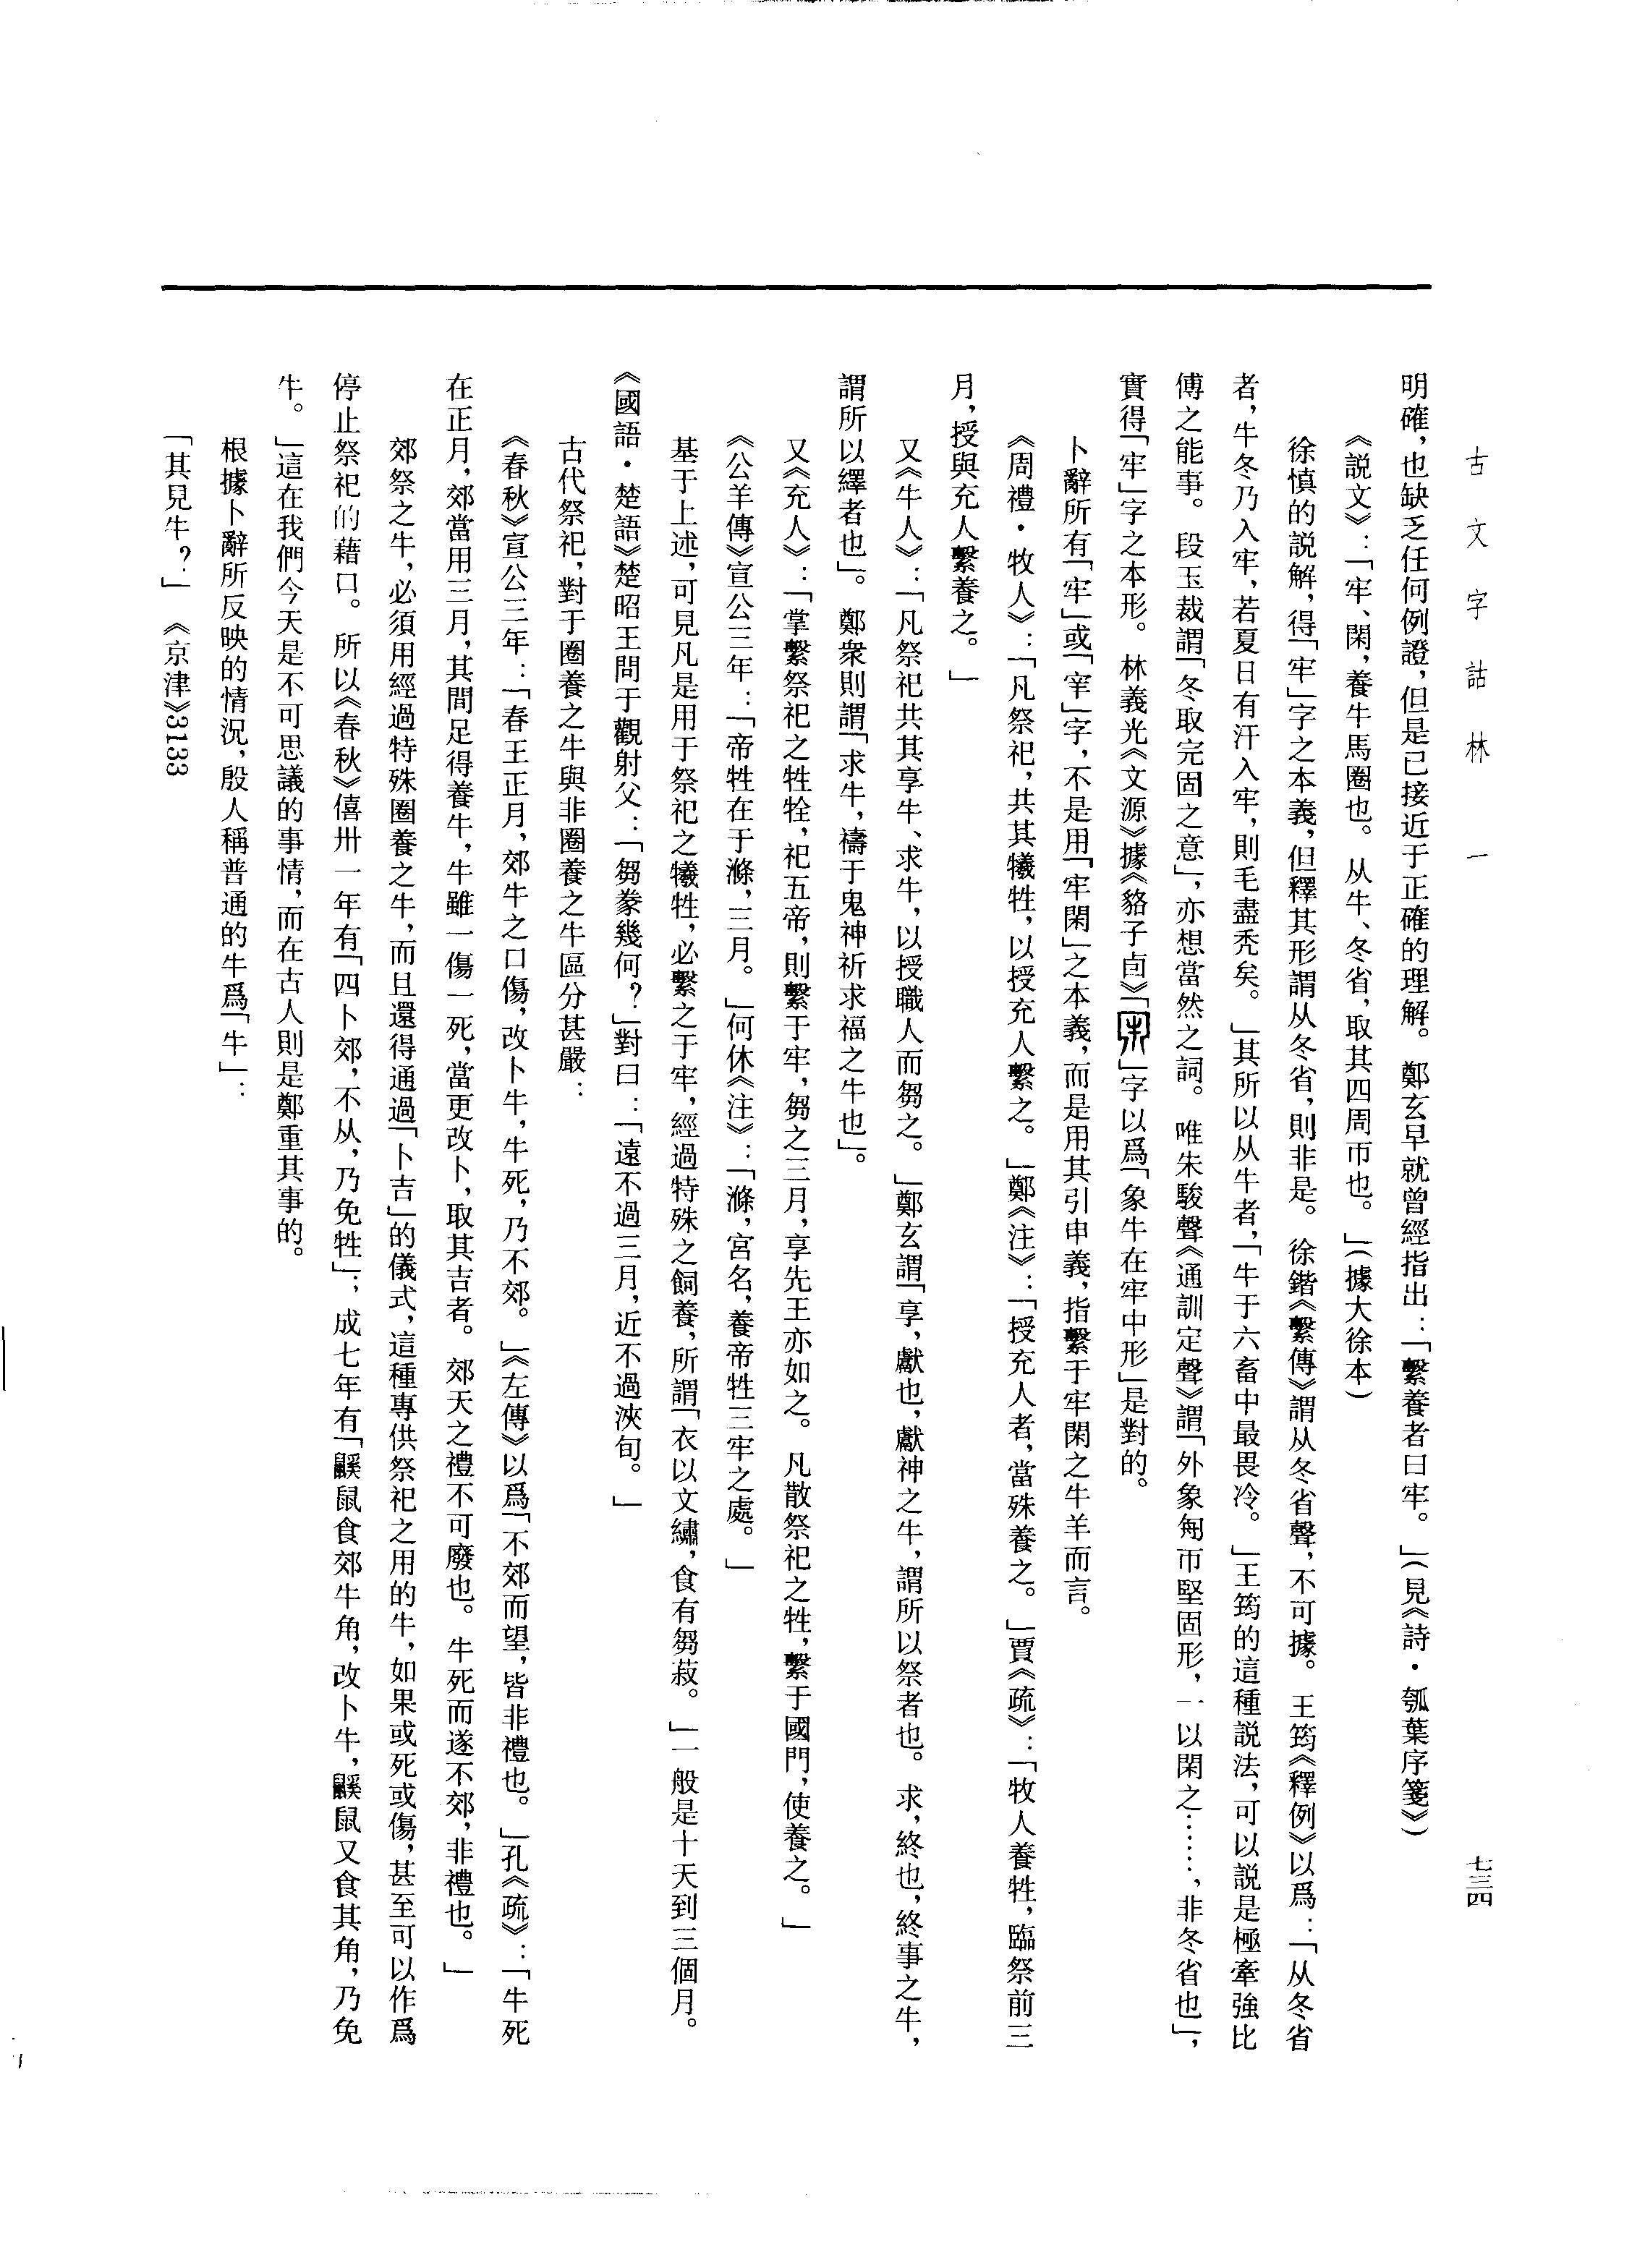 古文字詁林 一
七三四
明確,也缺乏任何例證,但是已接近于正確的理解。鄭玄早就曾經指出:「繫養者曰牢。」(見《詩·瓠葉序箋》)
《説文》:「牢、閑,養牛馬圈也。从牛、冬省,取其四周帀也。」(據大徐本)
徐慎的説解,得「牢」字之本義,但釋其形謂从冬省,則非是。徐鍇《繫傳》謂从冬省聲,不可據。王筠《釋例》以爲:「从冬省
者,牛冬乃入牢,若夏日有汗入牢,則毛盡禿矣。」其所以从牛者,「牛于六畜中最畏冷。」王筠的這種説法,可以説是極牽強比
傅之能事。段玉裁謂「冬取完固之意」,亦想當然之詞。唯朱駿聲《通訓定聲》謂「外象匊帀堅固形,一以閑之……,非冬省也」,
實得「牢」字之本形。林義光《文源》據《貉子卣》「」字以爲「象牛在牢中形」是對的。
卜辭所有「牢」或「宰」字,不是用「牢閑」之本義,而是用其引申義,指繫于牢閑之牛羊而言。
《周禮·牧人》:「凡祭祀,共其犧牲,以授充人繫之。」鄭《注》:「授充人者,當殊養之。」賈《疏》:「牧人養牲,臨祭前三
月,授與充人繫養之。」
又《牛人》:「凡祭祀共其享牛、求牛,以授職人而芻之。」鄭玄謂「享,獻也,獻神之牛,謂所以祭者也。求,終也,終事之牛,
謂所以繹者也」。鄭衆則謂「求牛,禱于鬼神祈求福之牛也」。
又《充人》:「掌繫祭祀之牲牷,祀五帝,則繫于牢,芻之三月,享先王亦如之。凡散祭祀之牲,繫于國門,使養之。」
《公羊傳》宣公三年:「帝牲在于滌,三月。」何休《注》:「滌,宮名,養帝牲三牢之處。」
基于上述,可見凡是用于祭祀之犧牲,必繫之于牢,經過特殊之飼養,所謂「衣以文繡,食有芻菽。」一般是十天到三個月。
《國語·楚語》楚昭王問于觀射父:「芻豢幾何?」對曰:「遠不過三月,近不過浹旬。」
古代祭祀,對于圈養之牛與非圈養之牛區分甚嚴:
《春秋》宣公三年:「春王正月,郊牛之口傷,改卜牛,牛死,乃不郊。」《左傳》以爲「不郊而望,皆非禮也。」孔《疏》:「牛死
在正月,郊當用三月,其間足得養牛,牛雖一傷一死,當更改卜,取其吉者。郊天之禮不可廢也。牛死而遂不郊,非禮也。」
郊祭之牛,必須用經過特殊圈養之牛,而且還得通過「卜吉」的儀式,這種專供祭祀之用的牛,如果或死或傷,甚至可以作爲
停止祭祀的藉口。所以《春秋》僖卅一年有「四卜郊,不从,乃免牲」;成七年有「鼷鼠食郊牛角,改卜牛,鼷鼠又食其角,乃免
牛。」這在我們今天是不可思議的事情,而在古人則是鄭重其事的。
根據卜辭所反映的情況,殷人稱普通的牛爲「牛」:
「其見牛?」《京津》3133